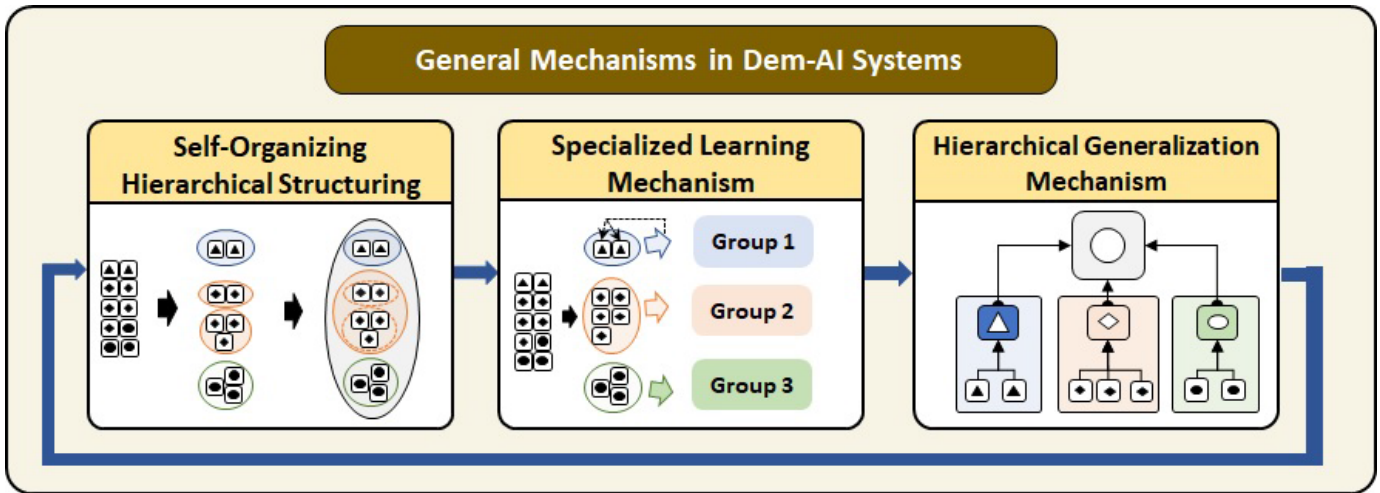 General Mechanisms in Dem-AI Systems
Self-Organizing
Hierarchical Structuring
Specialized Learning
Mechanism
Group 1
Group 2
Group 3
Hierarchical Generalization
Mechanism